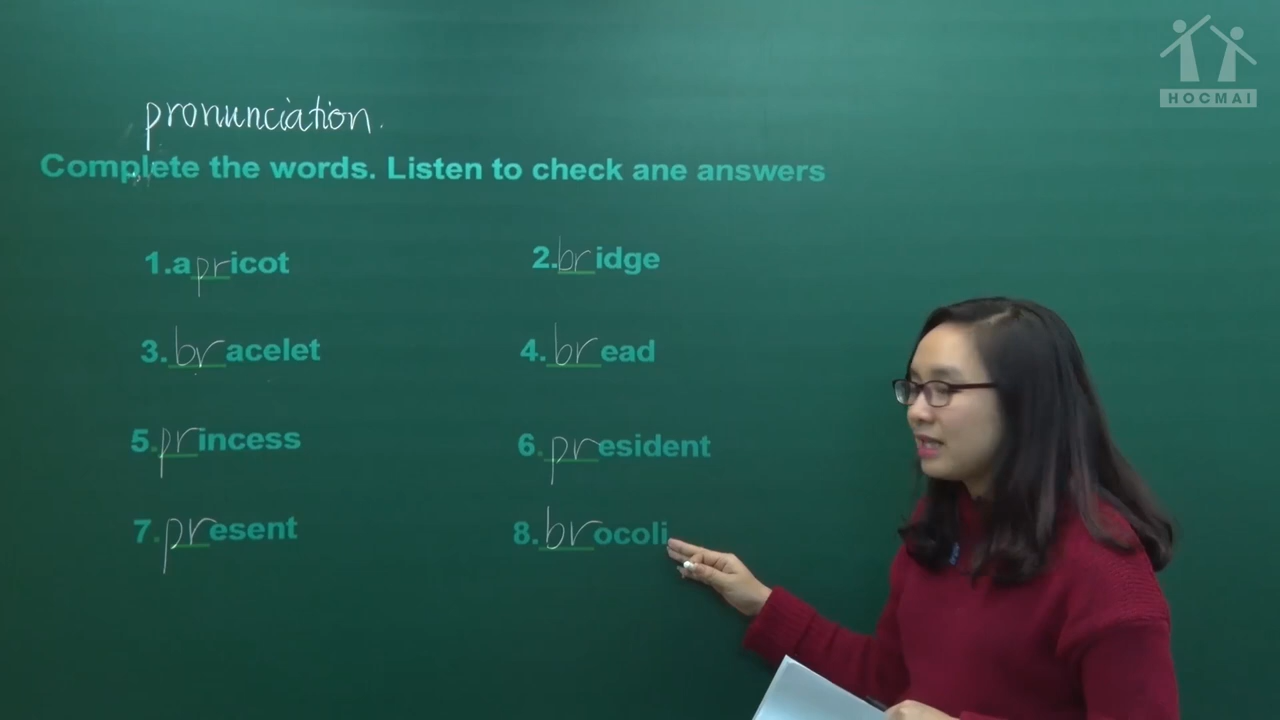 HOCMAI
pronunciation.
Complete the words. Listen to check ane answers
1.apricot 2.bridge
3.bracelet 4.bread
5.princess 6.president
7.present 8.brocoli